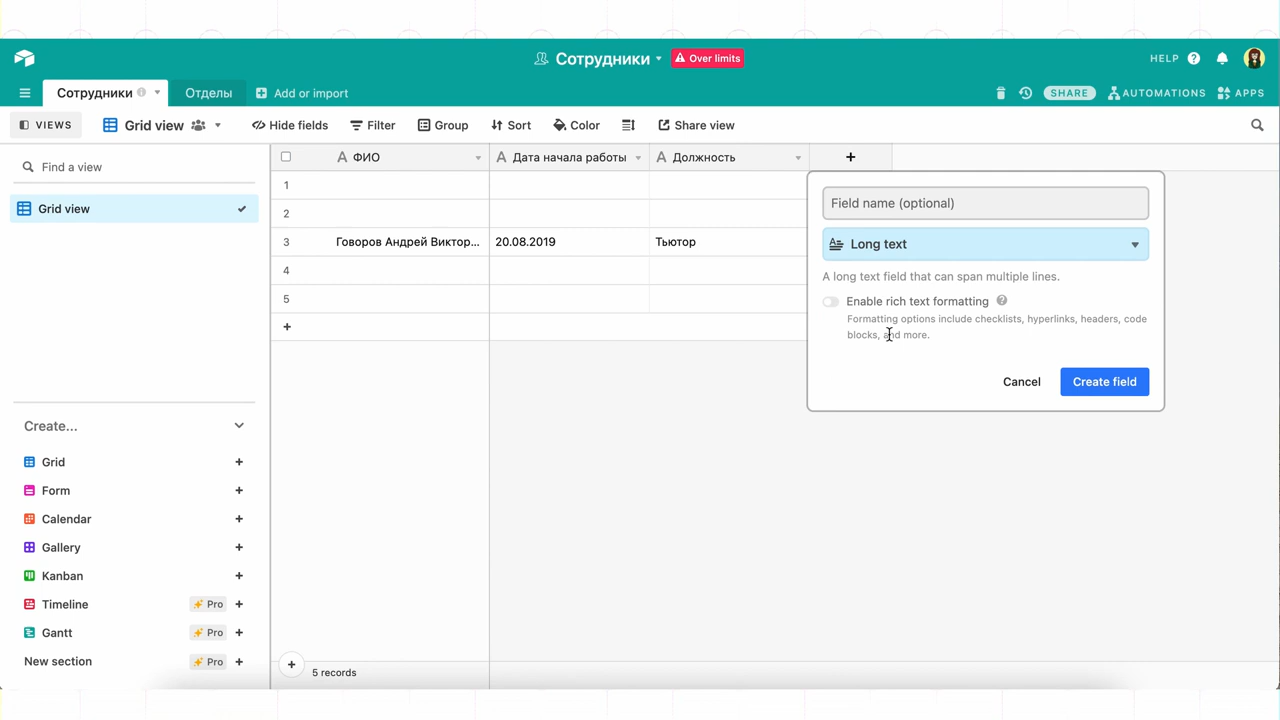 Сотрудники
Over limits
HELP
Сотрудники
Отделы
Add or import
SHARE
AUTOMATIONS
APPS
VIEWS
Grid view
Hide fields
Filter
Group
Sort
Color
Share view
Find a view
Grid view
ФИО
Дата начала работы
Должность
1
2
3
Говоров Андрей Виктор...
20.08.2019
Тьютор
4
5
Field name (optional)
Long text
A long text field that can span multiple lines.
Enable rich text formatting
Formatting options include checklists, hyperlinks, headers, code
blocks, and more.
Cancel
Create field
Create...
Grid
Form
Calendar
Gallery
Kanban
Timeline
Pro
Gantt
Pro
New section
Pro
5 records